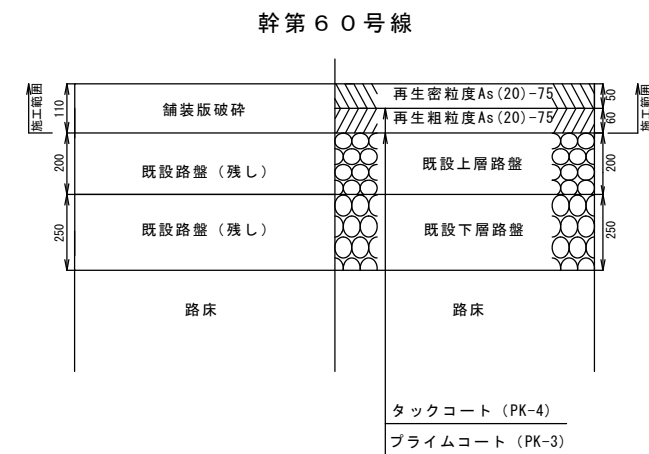 幹第６０号線
施工範囲
110
舗装版破砕
再生密粒度As(20)-75
50
再生粗粒度As(20)-75
60
施工範囲
200
既設路盤（残し）
既設上層路盤
200
250
既設路盤（残し）
既設下層路盤
250
路床
路床
タックコート（PK-4）
プライムコート（PK-3）